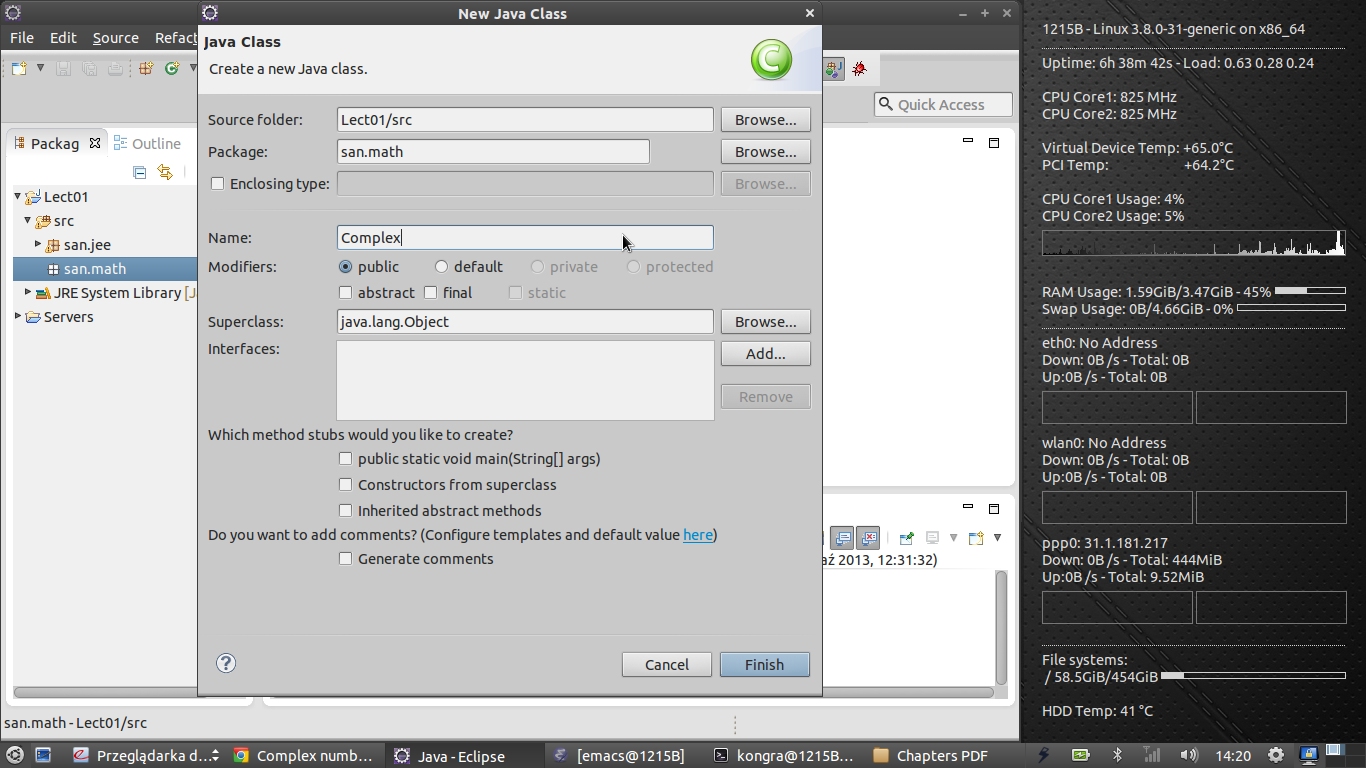 New Java Class
File Edit Source Refact
Java Class
Create a new Java class.
Quick Access
Source folder: Lect01/src Browse...
Package: san.math Browse...
Enclosing type: Browse...
Name: Complex
Modifiers: public default private protected
abstract final static
Superclass: java.lang.Object Browse...
Interfaces: Add...
Remove
Which method stubs would you like to create?
public static void main(String[] args)
Constructors from superclass
Inherited abstract methods
Do you want to add comments? (Configure templates and default value here)
Generate comments
? Cancel Finish
Packag Outline
Lect01
src
san.jee
san.math
JRE System Library [J
Servers
aź 2013, 12:31:32)
san.math - Lect01/src
1215B - Linux 3.8.0-31-generic on x86_64
Uptime: 6h 38m 42s - Load: 0.63 0.28 0.24
CPU Core1: 825 MHz
CPU Core2: 825 MHz
Virtual Device Temp: +65.0°C
PCI Temp: +64.2°C
CPU Core1 Usage: 4%
CPU Core2 Usage: 5%
RAM Usage: 1.59GiB/3.47GiB - 45%
Swap Usage: 0B/4.66GiB - 0%
eth0: No Address
Down: 0B /s - Total: 0B
Up:0B /s - Total: 0B
wlan0: No Address
Down: 0B /s - Total: 0B
Up:0B /s - Total: 0B
ppp0: 31.1.181.217
Down: 0B /s - Total: 444MiB
Up:0B /s - Total: 9.52MiB
File systems:
/ 58.5GiB/454GiB
HDD Temp: 41 °C
Przeglądarka d... Complex numb... Java - Eclipse [emacs@1215B] kongra@1215B... Chapters PDF 14:20